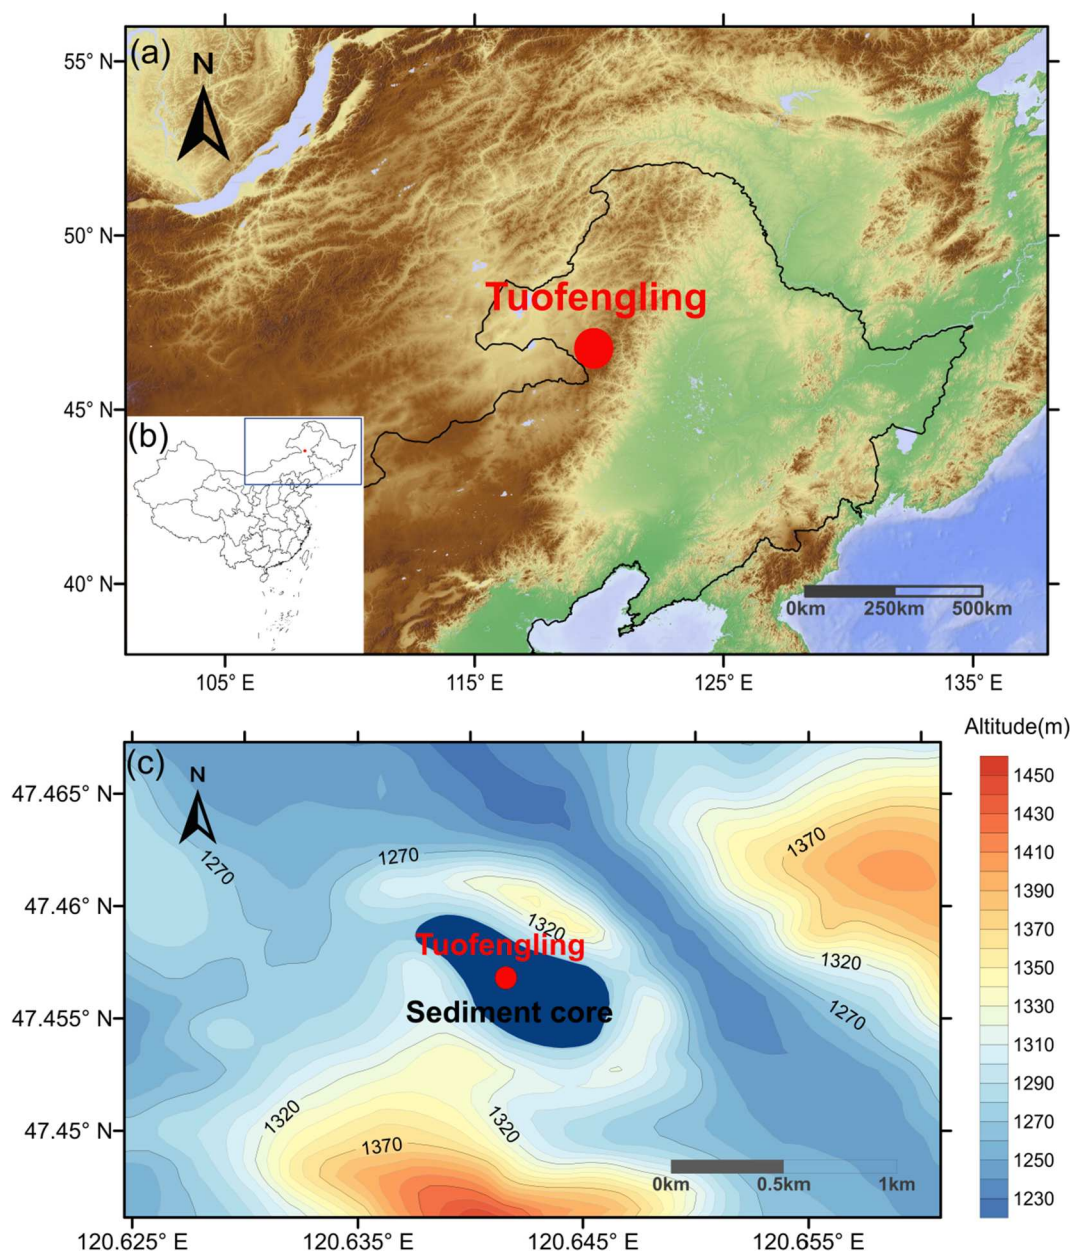 (a)
N
55° N
50° N
45° N
40° N
Tuofengling
(b)
0km 250km 500km
105° E 115° E 125° E 135° E
Altitude(m)
(c)
N
47.465° N
47.46° N
47.455° N
47.45° N
1270
1270
1320
1370
1320
1270
Tuofengling
Sediment core
1320
1320
1370
0km 0.5km 1km
120.625° E 120.635° E 120.645° E 120.655° E
1450
1430
1410
1390
1370
1350
1330
1310
1290
1270
1250
1230